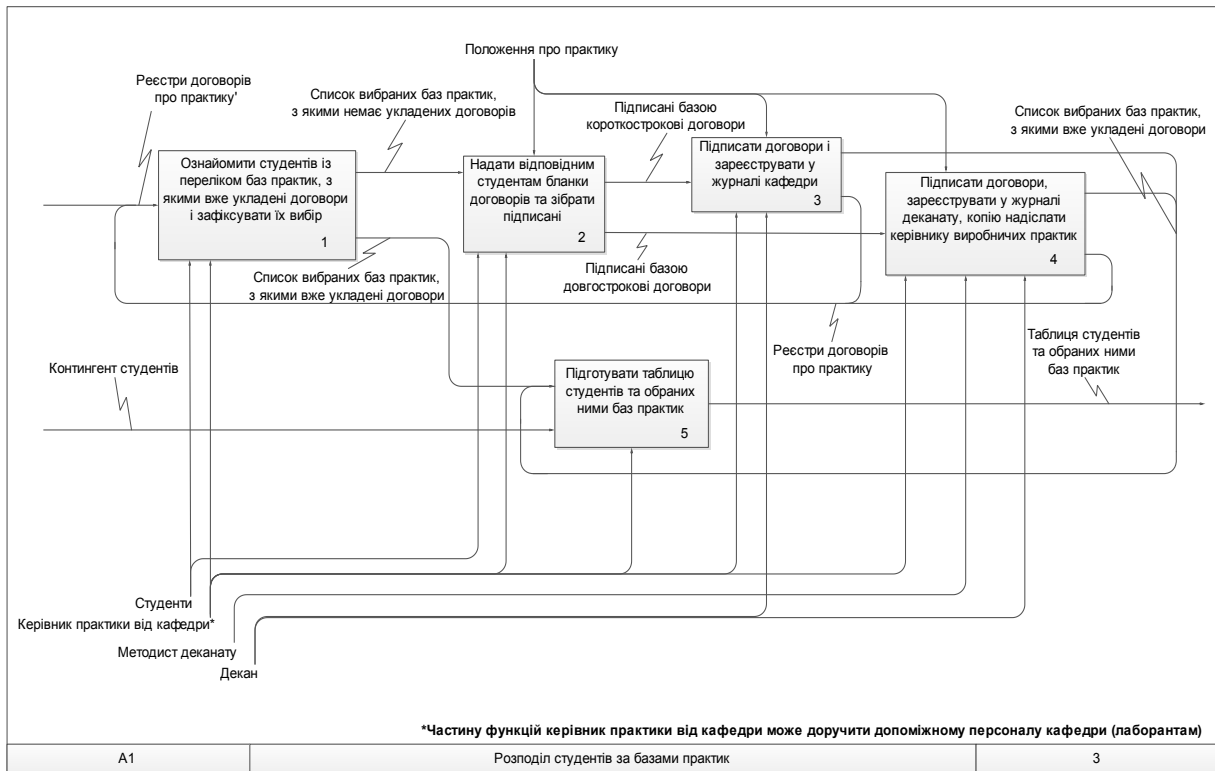 Положення про практику
Реєстри договорів
про практику'
Список вибраних баз практик,
з якими немає укладених договорів
Підписані базою
короткострокові договори
Список вибраних баз практик,
з якими вже укладені договори
Ознайомити студентів із
переліком баз практик, з
якими вже укладені договори
і зафіксувати їх вибір
1
Надати відповідним
студентам бланки
договорів та зібрати
підписані
2
Підписати договори і
зареєструвати у
журналі кафедри
3
Підписати договори,
зареєструвати у журналі
деканату, копію надіслати
керівнику виробничих практик
4
Список вибраних баз практик,
з якими вже укладені договори
Підписані базою
довгострокові договори
Реєстри договорів
про практику
Таблиця студентів
та обраних ними
баз практик
Контингент студентів
Підготувати таблицю
студентів та обраних
ними баз практик
5
Студенти
Керівник практики від кафедри*
Методист деканату
Декан
*Частину функцій керівник практики від кафедри може доручити допоміжному персоналу кафедри (лаборантам)
А1
Розподіл студентів за базами практик
3